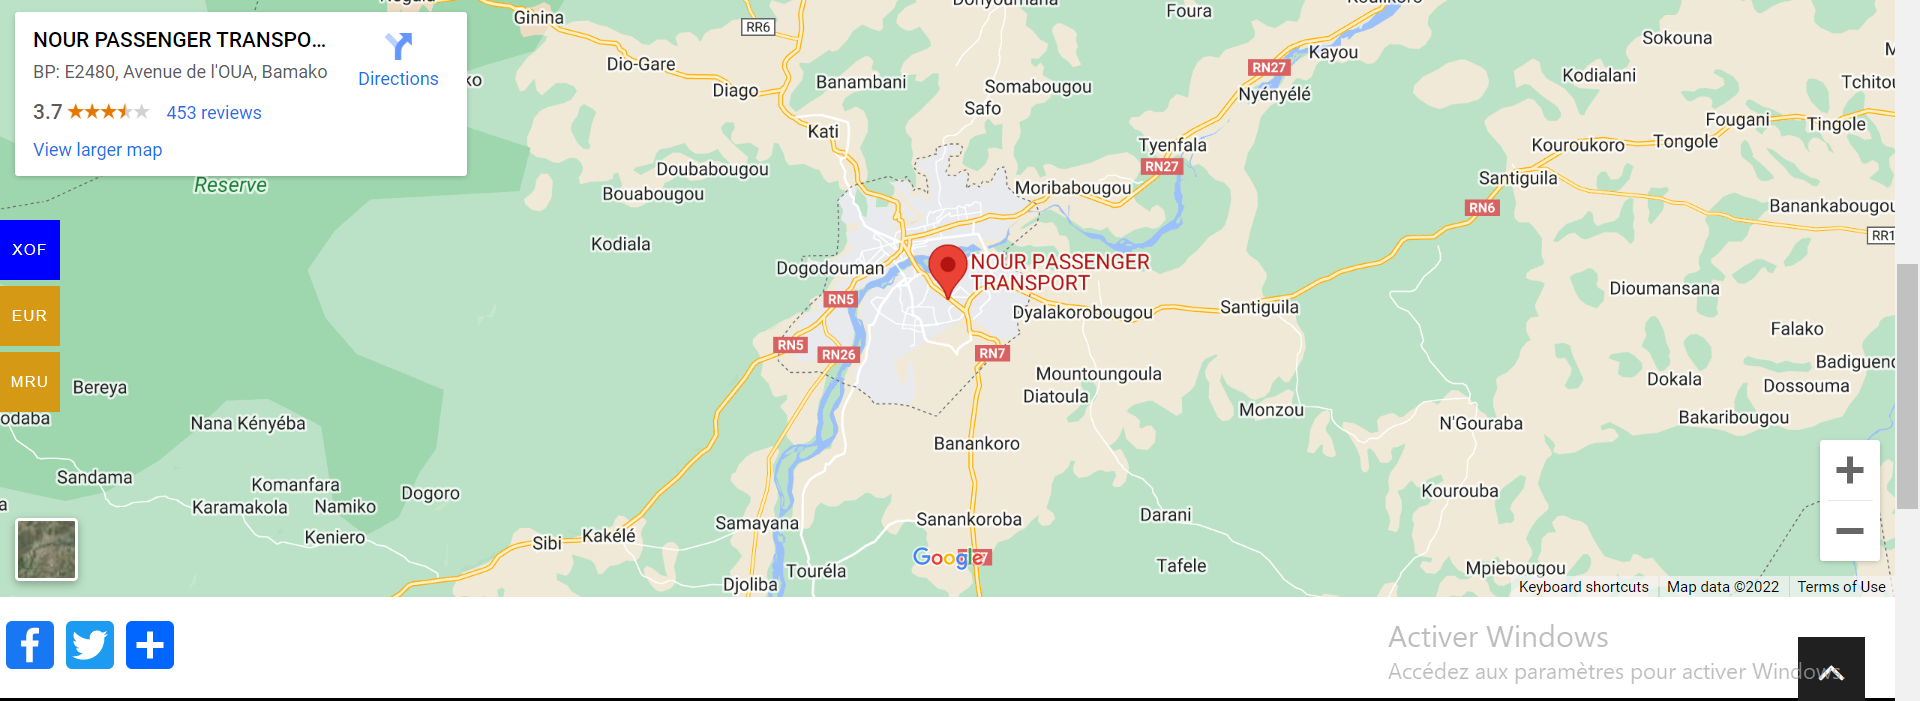 NOUR PASSENGER TRANSPO...
BP: E2480, Avenue de l'OUA, Bamako
3.7
453 reviews
View larger map
Directions
Reserve
XOF
EUR
MRU
Ginina
RR6
Foura
Dio-Gare
Diago
Banambani
Somabougou
Safo
Kati
RN27
Kayou
Nyényélé
Sokouna
Kodialani
Fougani
Tingole
Tongole
Kouroukoro
Tyenfala
RN27
Santiguila
RN6
Doubabougou
Bouabougou
Moribabougou
Kodiala
Dogodouman
NOUR PASSENGER
TRANSPORT
RN5
Dyalakorobougou
Santiguila
Dioumansana
Falako
RN5
RN26
RN7
Mountoungoula
Diatoula
Dokala
Dossouma
Bakaribougou
Bereya
Nana Kényéba
Monzou
N'Gouraba
Banankoro
Sandama
Komanfara
Karamakola
Namiko
Dogoro
Keniero
Kourouba
Sibi
Kakélé
Samayana
Sanankoroba
Darani
Google
Djoliba
Touréla
Tafele
Mpiebougou
Keyboard shortcuts
Map data ©2022
Terms of Use
Activer Windows
Accédez aux paramètres pour activer Windows.